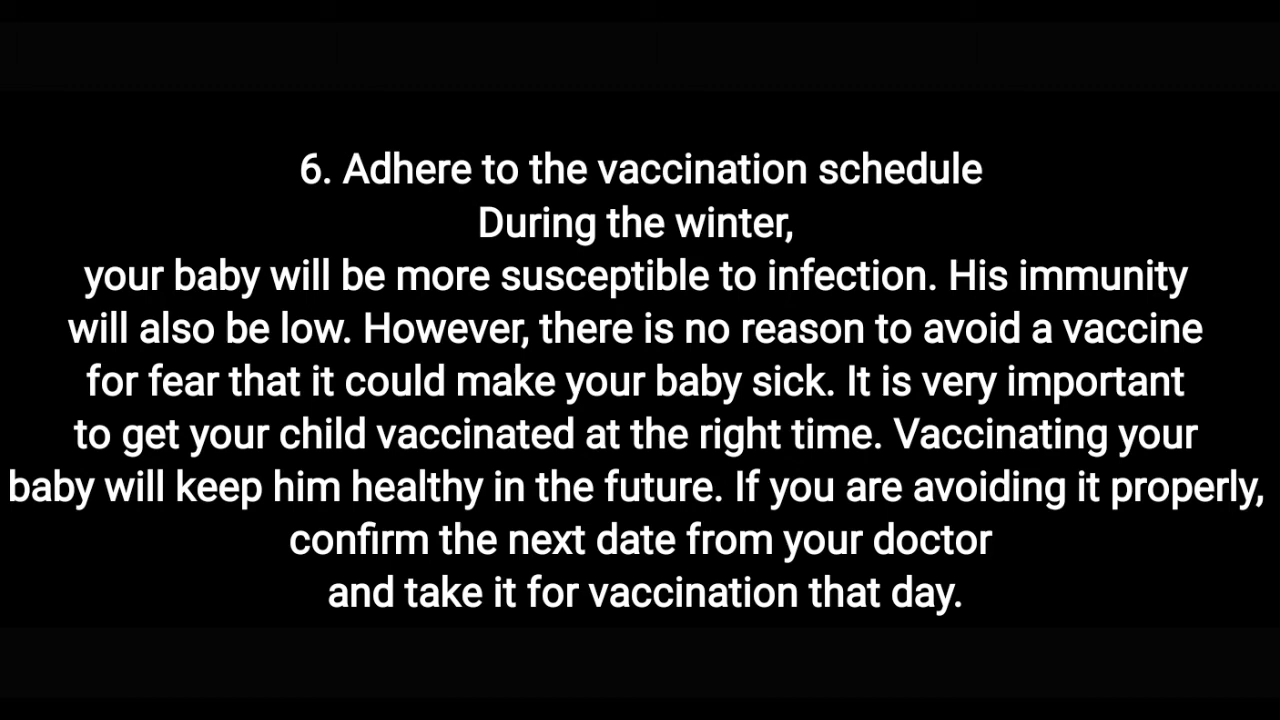 6. Adhere to the vaccination schedule
During the winter,
your baby will be more susceptible to infection. His immunity
will also be low. However, there is no reason to avoid a vaccine
for fear that it could make your baby sick. It is very important
to get your child vaccinated at the right time. Vaccinating your
baby will keep him healthy in the future. If you are avoiding it properly,
confirm the next date from your doctor
and take it for vaccination that day.